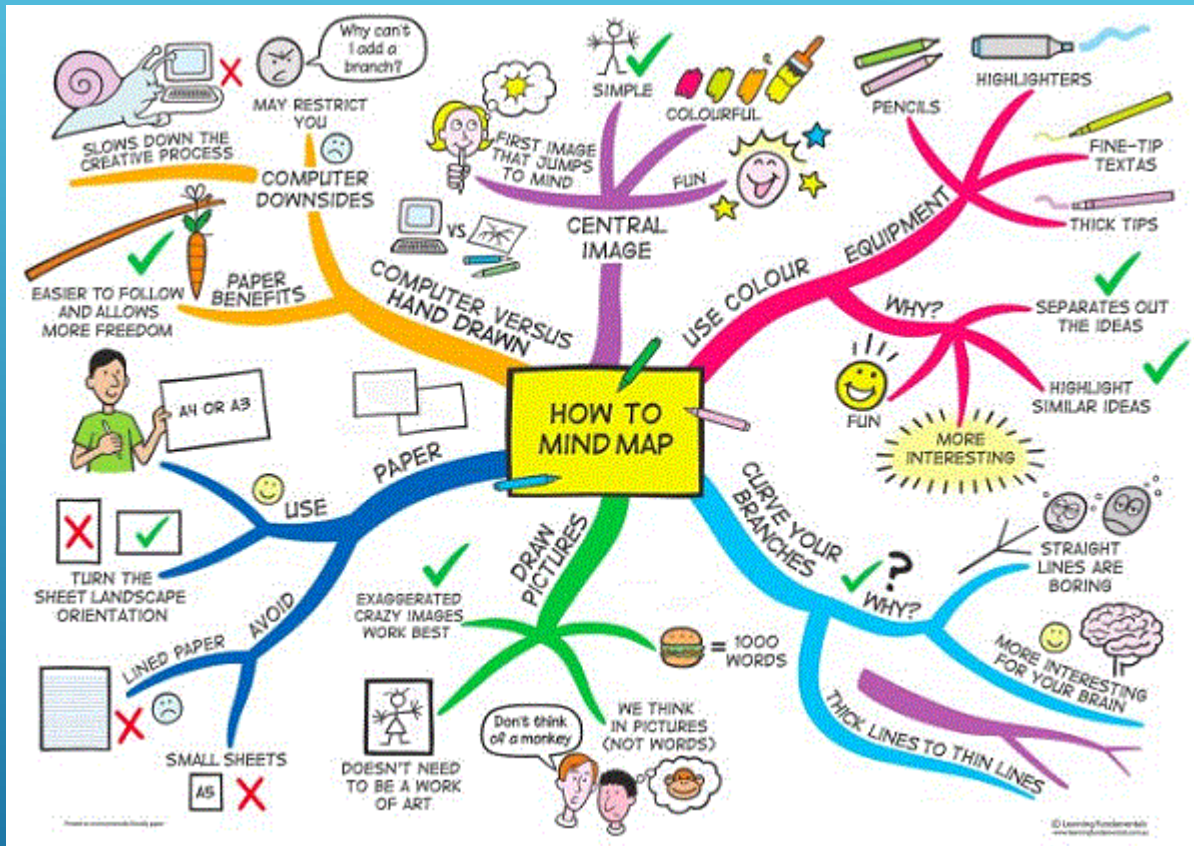 HOW TO
MIND MAP
CENTRAL
IMAGE
FIRST IMAGE
THAT JUMPS
TO MIND
SIMPLE
COLOURFUL
FUN
USE COLOUR
EQUIPMENT
PENCILS
HIGHLIGHTERS
FINE-TIP
TEXTAS
THICK TIPS
WHY?
SEPARATES OUT
THE IDEAS
HIGHLIGHT
SIMILAR IDEAS
MORE
INTERESTING
FUN
CURVE YOUR
BRANCHES
?
WHY?
STRAIGHT
LINES ARE
BORING
MORE INTERESTING
FOR YOUR
BRAIN
THICK LINES TO THIN LINES
DRAW
PICTURES
= 1000
WORDS
WE THINK
IN PICTURES
(NOT WORDS)
Don't think
of a monkey
DOESN'T NEED
TO BE A WORK
OF ART
EXAGGERATED
CRAZY IMAGES
WORK BEST
PAPER
USE
A4 OR A3
TURN THE
SHEET LANDSCAPE
ORIENTATION
AVOID
LINED PAPER
SMALL SHEETS
A5
COMPUTER VERSUS
HAND DRAWN
VS
PAPER
BENEFITS
EASIER TO FOLLOW
AND ALLOWS
MORE FREEDOM
COMPUTER
DOWNSIDES
SLOWS DOWN THE
CREATIVE PROCESS
MAY RESTRICT
YOU
Why can't
I add a
branch?
© Learning Fundamentals